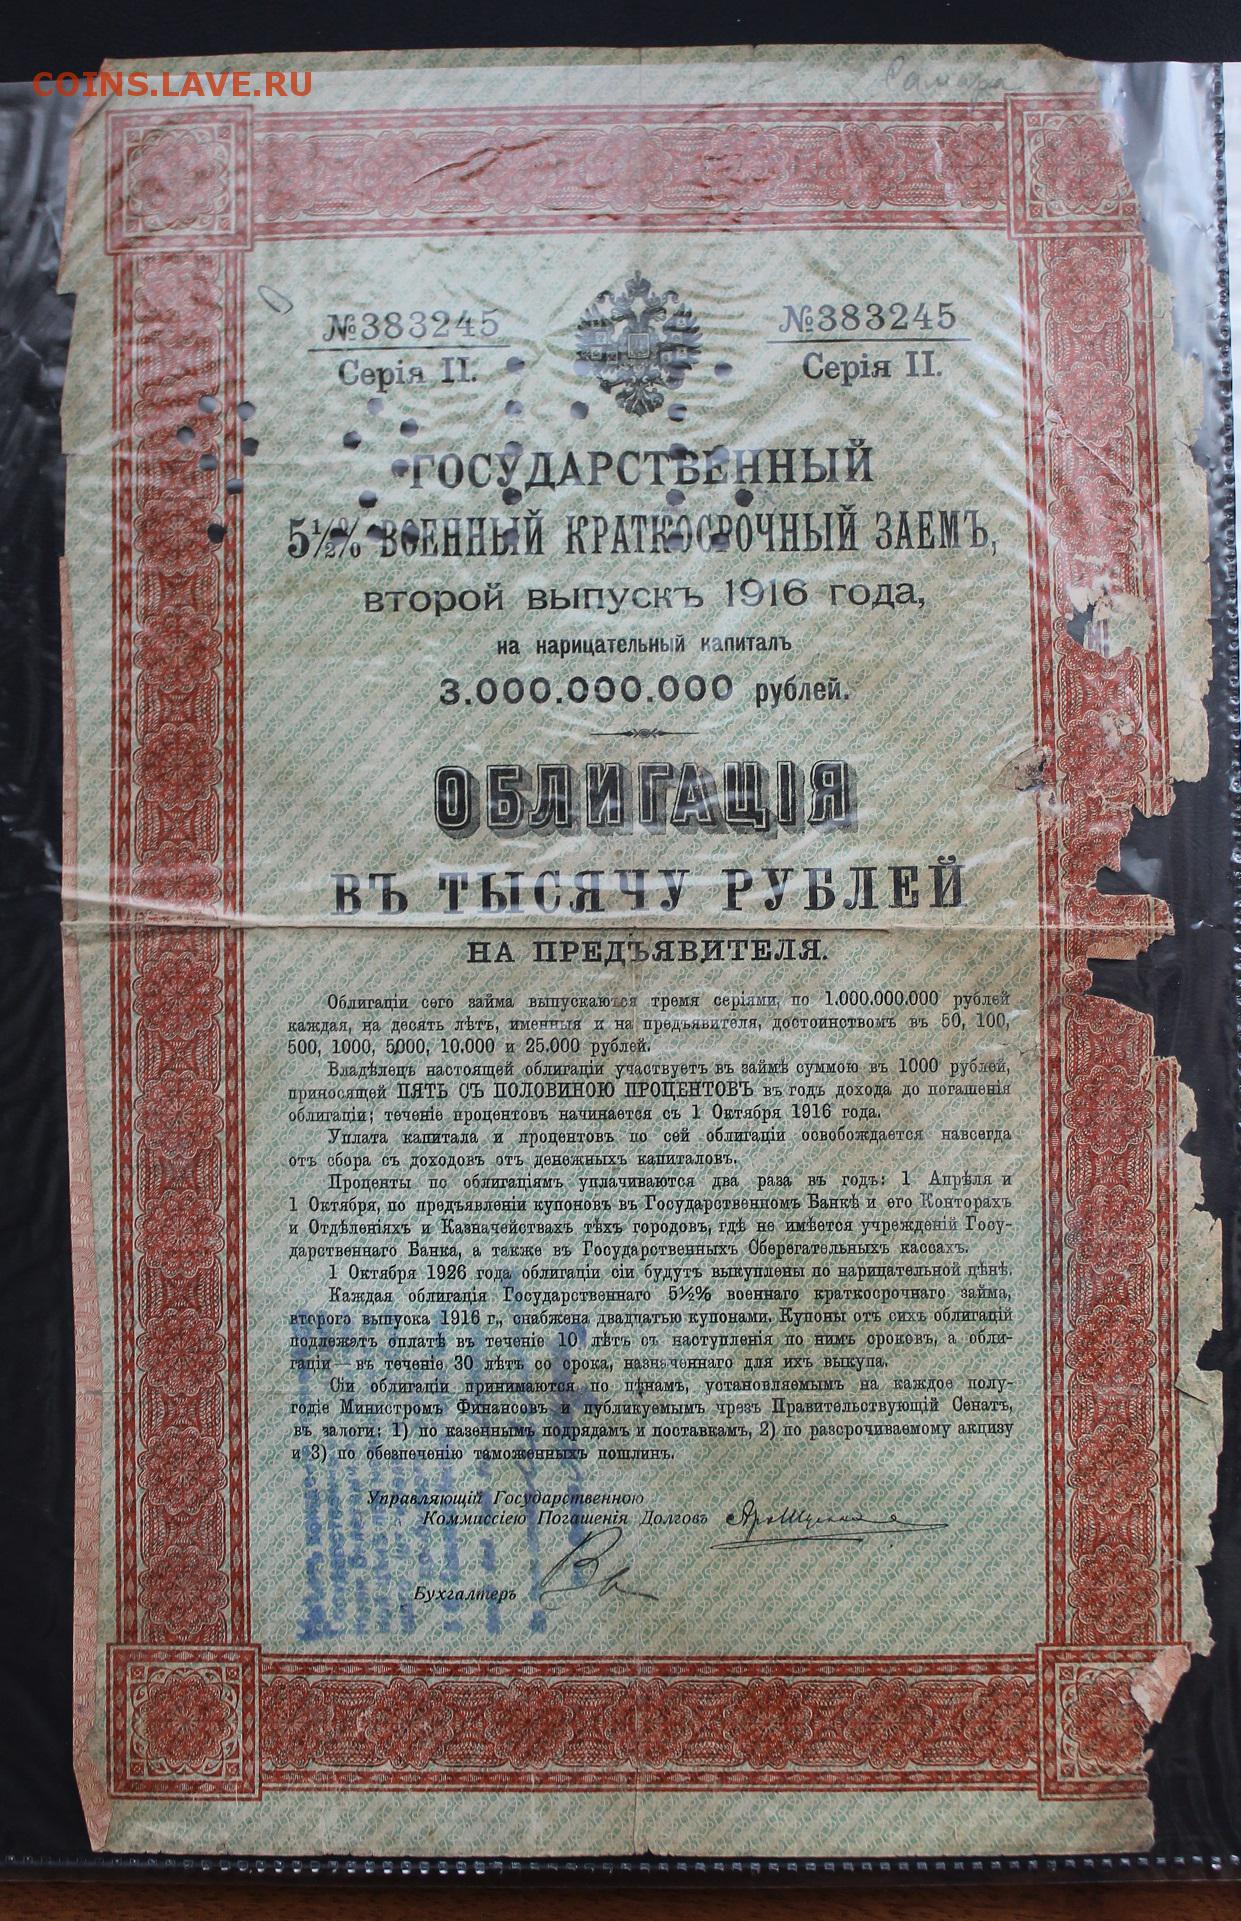 COINS.LAVE.RU
Самара
№383245 №383245
Серія II. Серія II.
ГОСУДАРСТВЕННЫЙ
5½% ВОЕННЫЙ КРАТКОСРОЧНЫЙ ЗАЕМЪ,
ВТОРОЙ ВЫПУСКЪ 1916 ГОДА,
на нарицательный капиталъ
3.000.000.000 рублей.
ОБЛИГАЦІЯ
ВЪ ТЫСЯЧУ РУБЛЕЙ
НА ПРЕДЪЯВИТЕЛЯ.
Облигаціи сего займа выпускаются тремя серіями, по 1.000.000.000 рублей
каждая, на десять лѣтъ, именныя и на предъявителя, достоинствомъ въ 50, 100,
500, 1000, 5000, 10.000 и 25.000 рублей.
Владѣлецъ настоящей облигаціи участвуетъ въ займѣ суммою въ 1000 рублей,
приносящей ПЯТЬ СЪ ПОЛОВИНОЮ ПРОЦЕНТОВЪ въ годъ дохода до погашенія
облигаціи; теченіе процентовъ начинается съ 1 Октября 1916 года.
Уплата капитала и процентовъ по сей облигаціи освобождается навсегда
отъ сбора съ доходовъ отъ денежныхъ капиталовъ.
Проценты по облигаціямъ уплачиваются два раза въ годъ: 1 Апрѣля и
1 Октября, по предъявленіи купоновъ въ Государственномъ Банкѣ и его Конторахъ
и Отдѣленіяхъ и Казначействахъ тѣхъ городовъ, гдѣ не имѣется учрежденій Госу-
дарственнаго Банка, а также въ Государственныхъ Сберегательныхъ кассахъ.
1 Октября 1926 года облигаціи сіи будутъ выкуплены по нарицательной цѣнѣ.
Каждая облигація Государственнаго 5½% военнаго краткосрочнаго займа,
второго выпуска 1916 г., снабжена двадцатью купонами. Купоны отъ сихъ облигацій
подлежатъ оплатѣ въ теченіе 10 лѣтъ съ наступленія по нимъ сроковъ, а обли-
гаціи — въ теченіе 30 лѣтъ со срока, назначеннаго для ихъ выкупа.
Сіи облигаціи принимаются по цѣнамъ, установляемымъ на каждое полу-
годіе Министромъ Финансовъ и публикуемымъ чрезъ Правительствующій Сенатъ,
въ залоги: 1) по казеннымъ подрядамъ и поставкамъ, 2) по разсрочиваемому акцизу
и 3) по обезпеченію таможенныхъ пошлинъ.
Управляющій Государственною
Коммиссіею Погашенія Долговъ
Бухгалтеръ